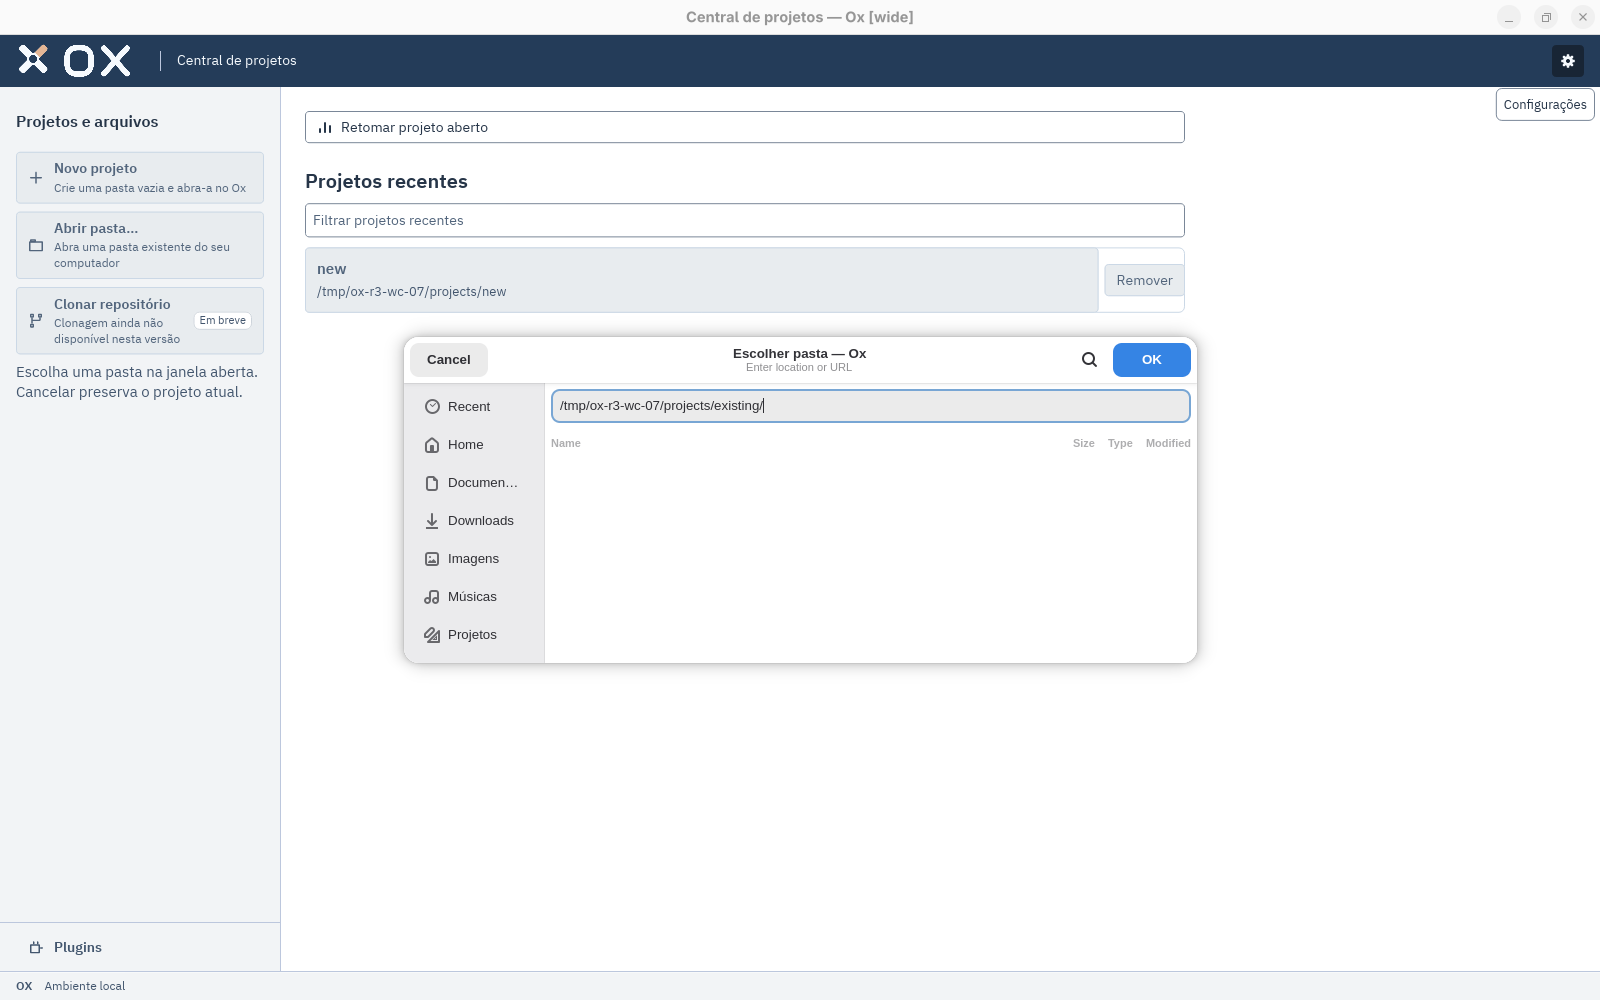 Central de projetos — Ox [wide]
OX
Central de projetos
Configurações
Projetos e arquivos
Novo projeto
Crie uma pasta vazia e abra-a no Ox
Abrir pasta...
Abra uma pasta existente do seu
computador
Clonar repositório
Clonagem ainda não
disponível nesta versão
Em breve
Escolha uma pasta na janela aberta.
Cancelar preserva o projeto atual.
Retomar projeto aberto
Projetos recentes
Filtrar projetos recentes
new
/tmp/ox-r3-wc-07/projects/new
Remover
Cancel
Escolher pasta — Ox
Enter location or URL
OK
Recent
Home
Documen…
Downloads
Imagens
Músicas
Projetos
/tmp/ox-r3-wc-07/projects/existing/
Name Size Type Modified
Plugins
OX Ambiente local